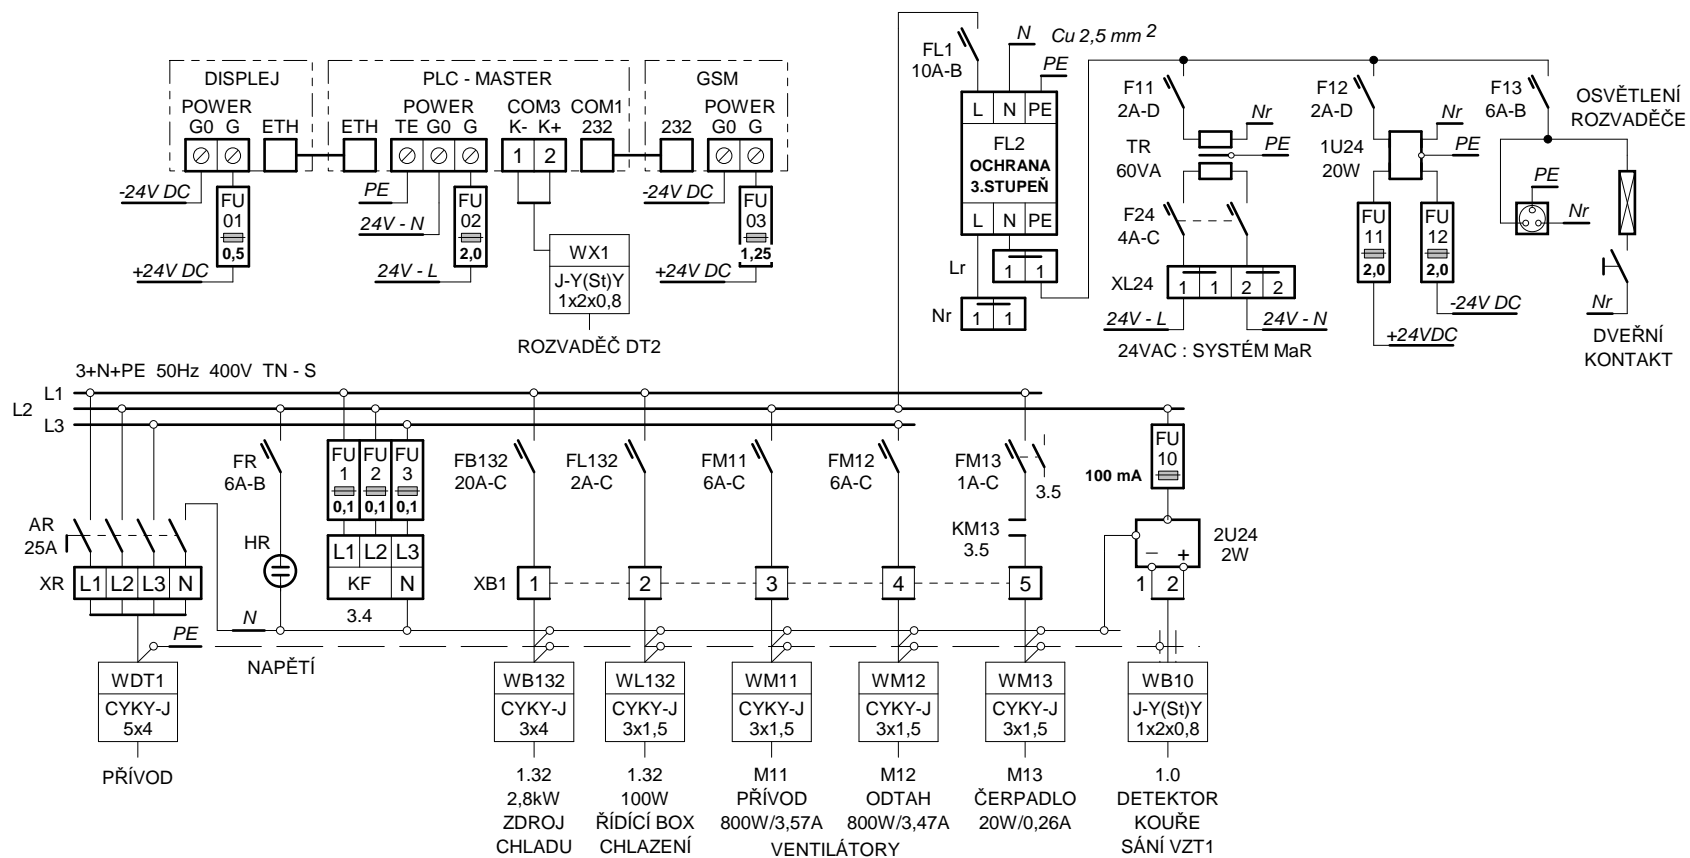 DISPLEJ
POWER
G0 G
ETH
-24V DC
FU
01
0,5
+24V DC
PLC - MASTER
ETH
POWER
TE G0 G
COM3
K- K+
1 2
COM1
232
PE
24V - N
FU
02
2,0
24V - L
WX1
J-Y(St)Y
1x2x0,8
ROZVADĚČ DT2
GSM
232
POWER
G0 G
-24V DC
FU
03
1,25
+24V DC
FL1
10A-B
N
Cu 2,5 mm 2
PE
L N PE
FL2
OCHRANA
3.STUPEŇ
L N PE
Lr
1 1
Nr
1 1
F11
2A-D
Nr
TR
60VA
PE
F24
4A-C
XL24
1 1 2 2
24V - L
24V - N
24VAC : SYSTÉM MaR
F12
2A-D
Nr
1U24
20W
PE
FU
11
2,0
FU
12
2,0
-24V DC
+24VDC
F13
6A-B
OSVĚTLENÍ
ROZVADĚČE
PE
Nr
Nr
DVEŘNÍ
KONTAKT
3+N+PE 50Hz 400V TN - S
L1
L2
L3
AR
25A
XR
L1 L2 L3 N
PE
WDT1
CYKY-J
5x4
PŘÍVOD
FR
6A-B
HR
N
NAPĚTÍ
FU
1
0,1
FU
2
0,1
FU
3
0,1
L1 L2 L3
KF N
3.4
FB132
20A-C
XB1
1
WB132
CYKY-J
3x4
1.32
2,8kW
ZDROJ
CHLADU
FL132
2A-C
2
WL132
CYKY-J
3x1,5
1.32
100W
ŘÍDÍCÍ BOX
CHLAZENÍ
FM11
6A-C
3
WM11
CYKY-J
3x1,5
M11
PŘÍVOD
800W/3,57A
FM12
6A-C
4
WM12
CYKY-J
3x1,5
M12
ODTAH
800W/3,47A
VENTILÁTORY
FM13
1A-C
3.5
KM13
3.5
5
WM13
CYKY-J
3x1,5
M13
ČERPADLO
20W/0,26A
FU
10
100 mA
2U24
2W
– +
1 2
WB10
J-Y(St)Y
1x2x0,8
1.0
DETEKTOR
KOUŘE
SÁNÍ VZT1